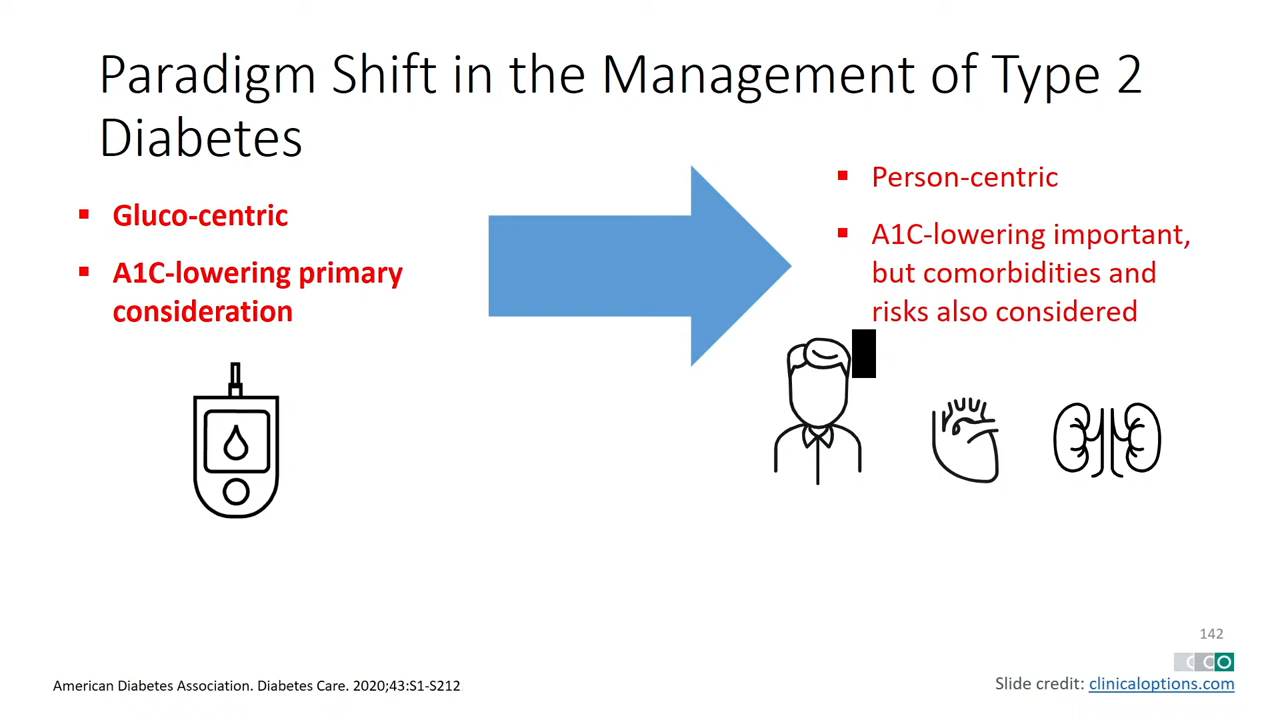 Paradigm Shift in the Management of Type 2
Diabetes
Gluco-centric
A1C-lowering primary
consideration
Person-centric
A1C-lowering important,
but comorbidities and
risks also considered
142
CCO
American Diabetes Association. Diabetes Care. 2020;43:S1-S212
Slide credit: clinicaloptions.com